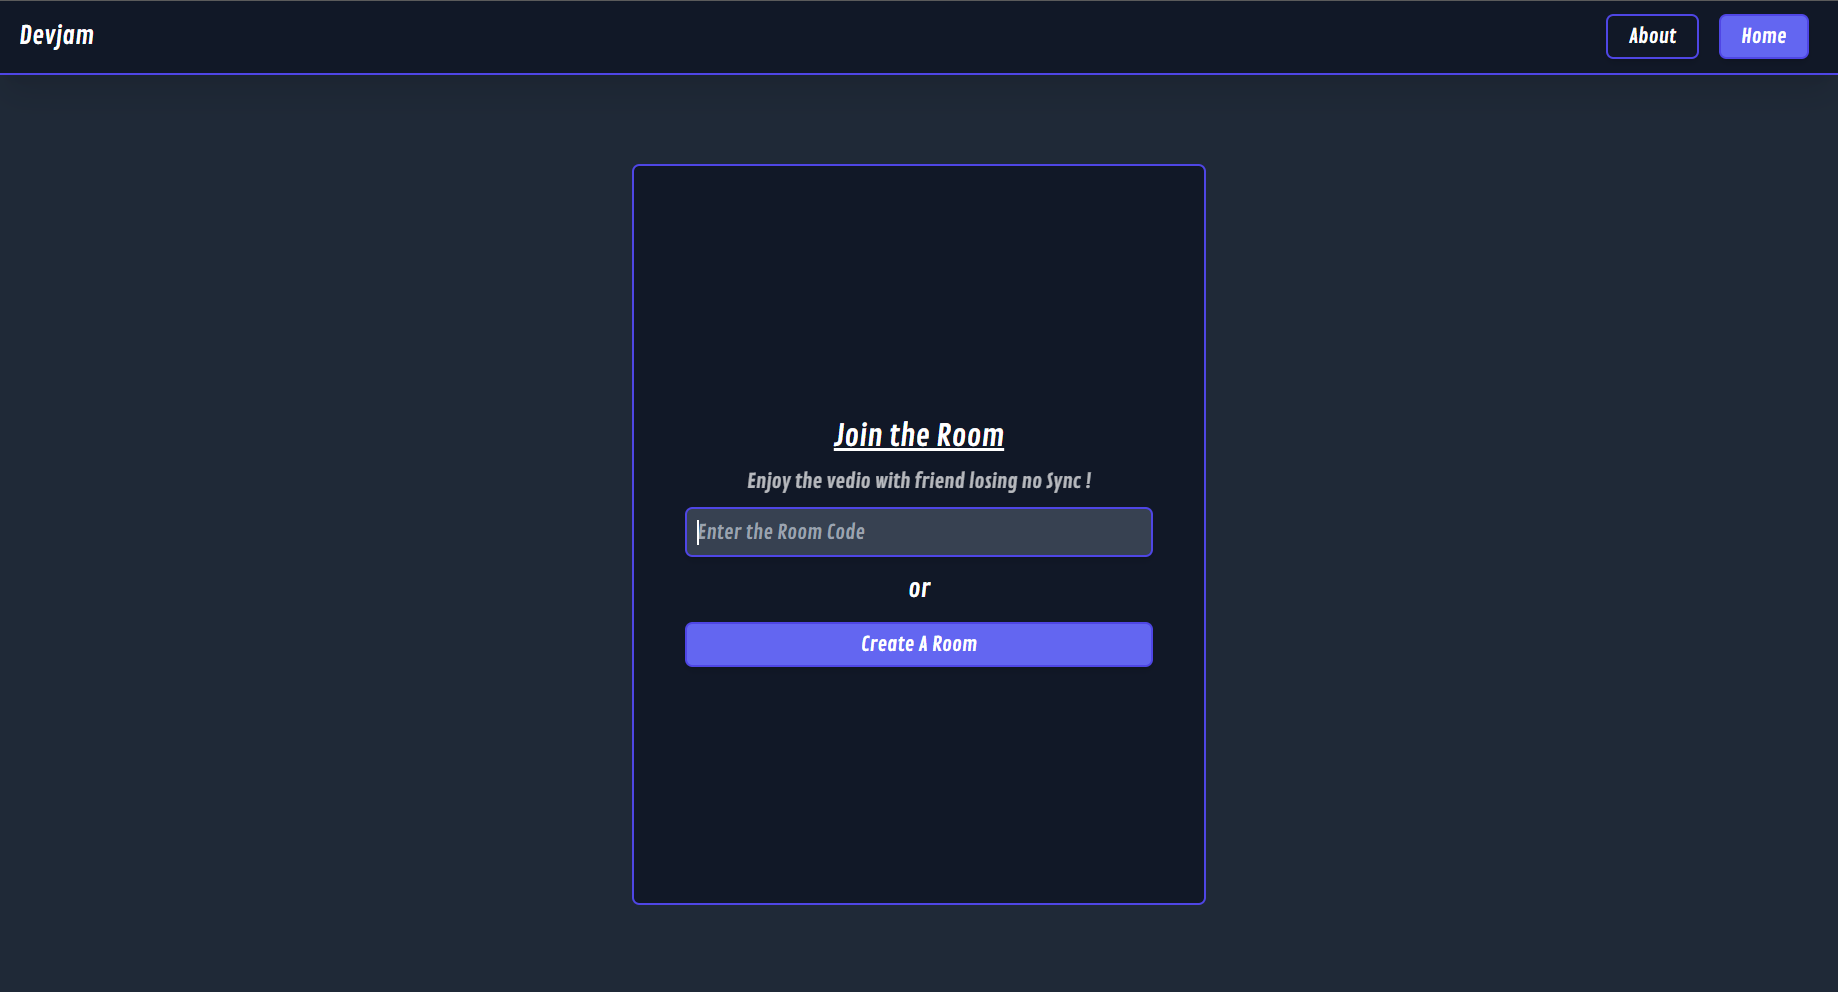 Devjam
About
Home
Join the Room
Enjoy the vedio with friend losing no Sync !
Enter the Room Code
or
Create A Room